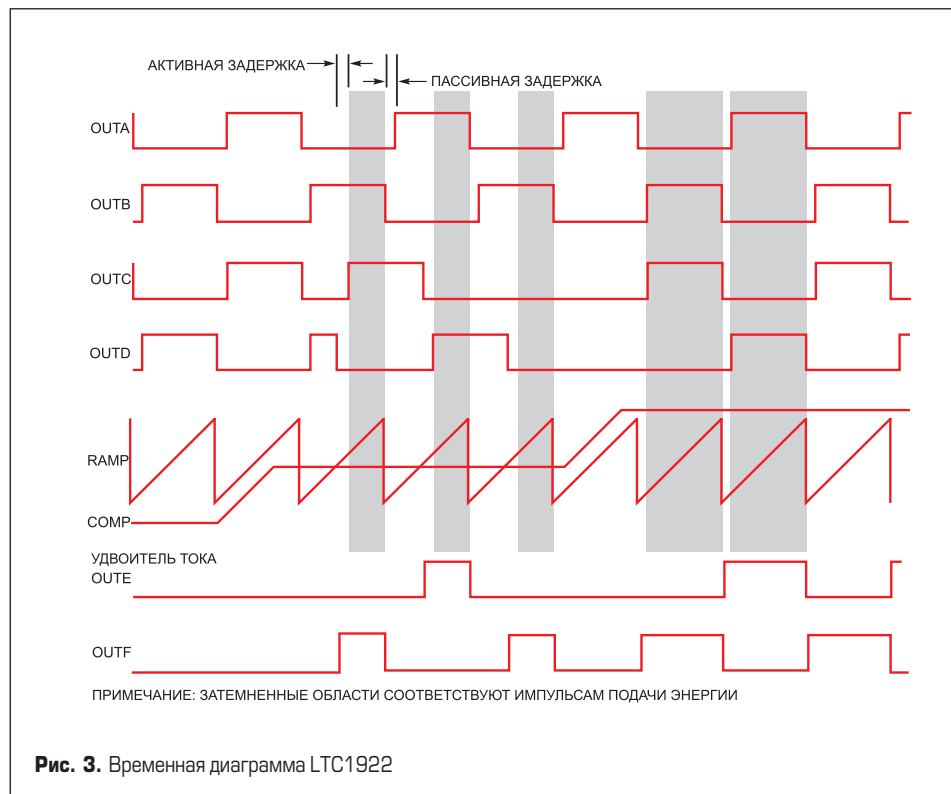 АКТИВНАЯ ЗАДЕРЖКА
ПАССИВНАЯ ЗАДЕРЖКА
OUTA
OUTB
OUTC
OUTD
RAMP
COMP
УДВОИТЕЛЬ ТОКА
OUTE
OUTF
ПРИМЕЧАНИЕ: ЗАТЕМНЕННЫЕ ОБЛАСТИ СООТВЕТСТВУЮТ ИМПУЛЬСАМ ПОДАЧИ ЭНЕРГИИ
Рис. 3. Временная диаграмма LTC1922